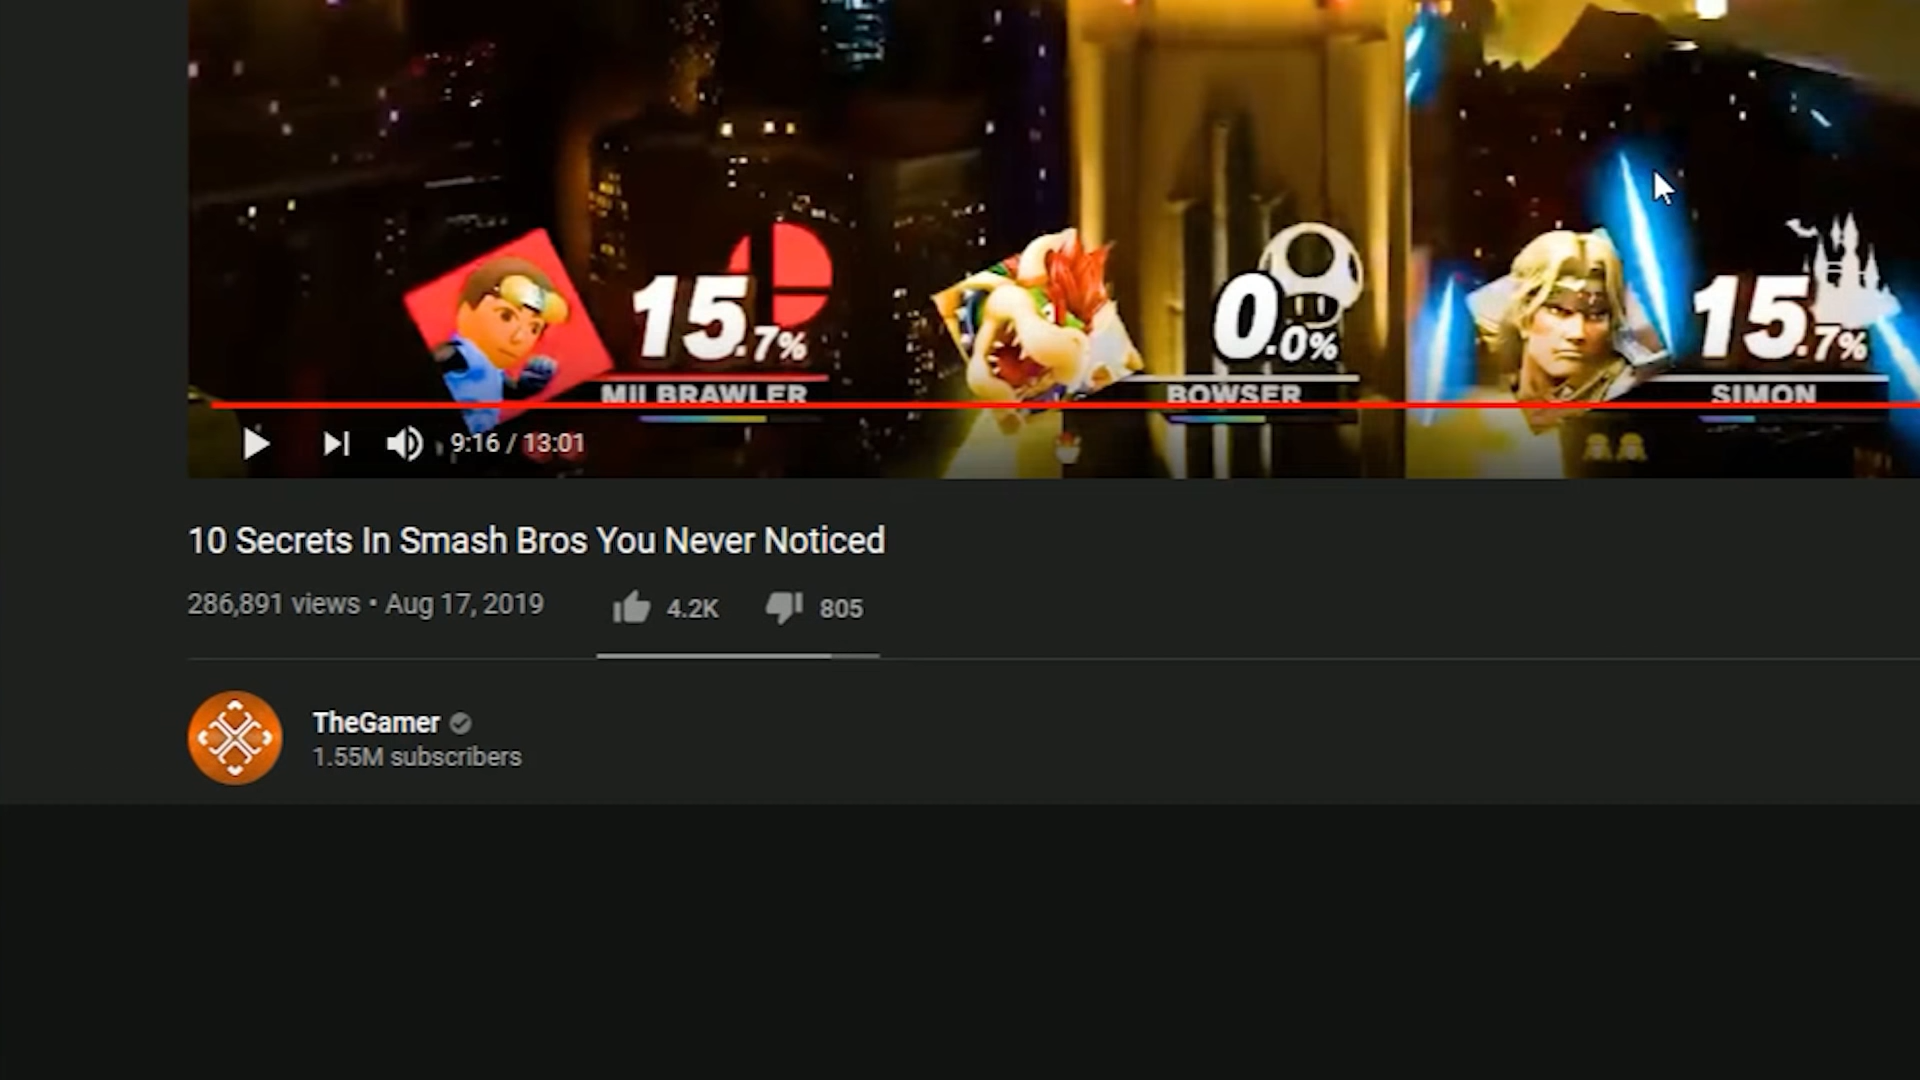 15.7%
0.0%
15.7%
MII BRAWLER
BOWSER
SIMON
9:16 / 13:01
10 Secrets In Smash Bros You Never Noticed
286,891 views • Aug 17, 2019
4.2K
805
TheGamer
1.55M subscribers